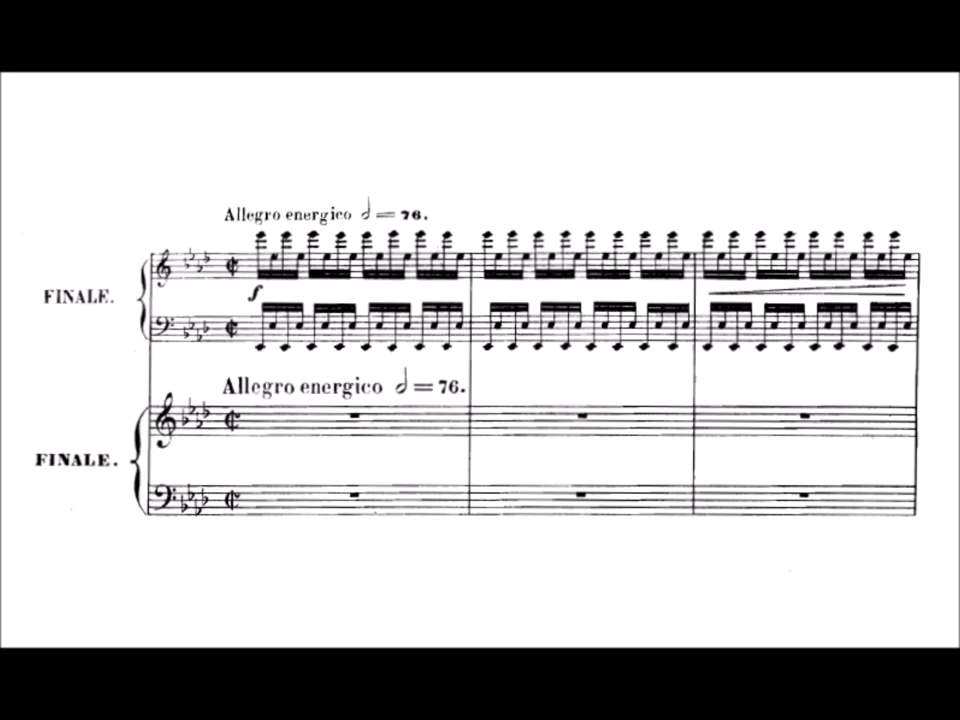 Allegro energico 𝅗𝅥 = 76.
FINALE.
f
Allegro energico 𝅗𝅥 = 76.
FINALE.